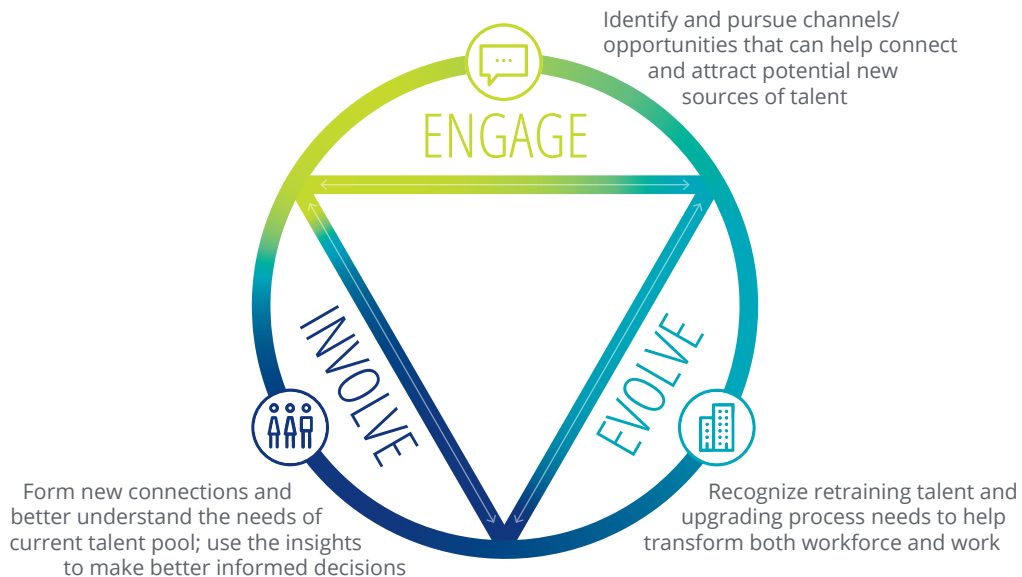 Identify and pursue channels/
opportunities that can help connect
and attract potential new
sources of talent
ENGAGE
INVOLVE
EVOLVE
Form new connections and
better understand the needs of
current talent pool; use the insights
to make better informed decisions
Recognize retraining talent and
upgrading process needs to help
transform both workforce and work